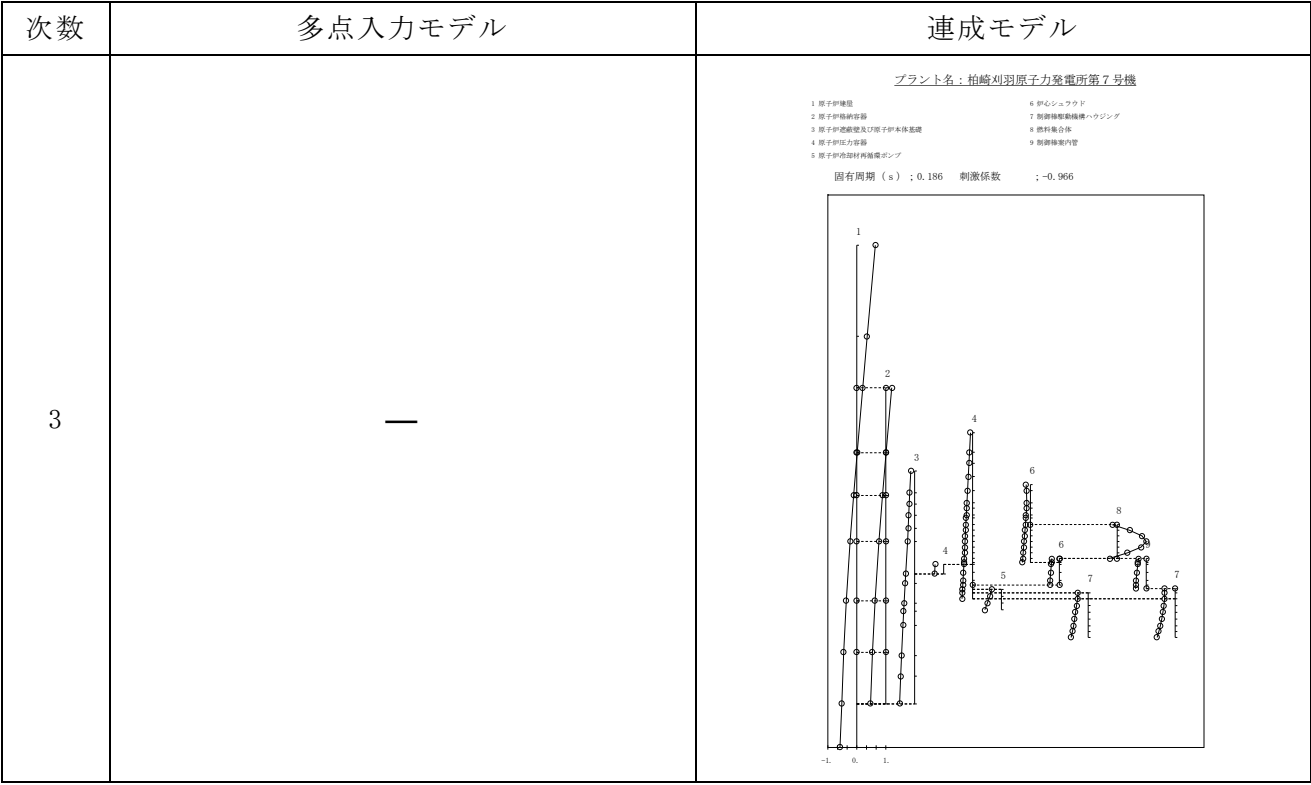 次数 多点入力モデル 連成モデル
プラント名：柏崎刈羽原子力発電所第７号機
1 原子炉建屋 6 炉心シュラウド
2 原子炉格納容器 7 制御棒駆動機構ハウジング
3 原子炉遮蔽壁及び原子炉本体基礎 8 燃料集合体
4 原子炉圧力容器 9 制御棒案内管
5 原子炉冷却材再循環ポンプ
固有周期（ｓ）;0.186 刺激係数 ;-0.966
1
2
4
3
6
8
3 ー
4 6 9
5 7 7
-1. 0. 1.